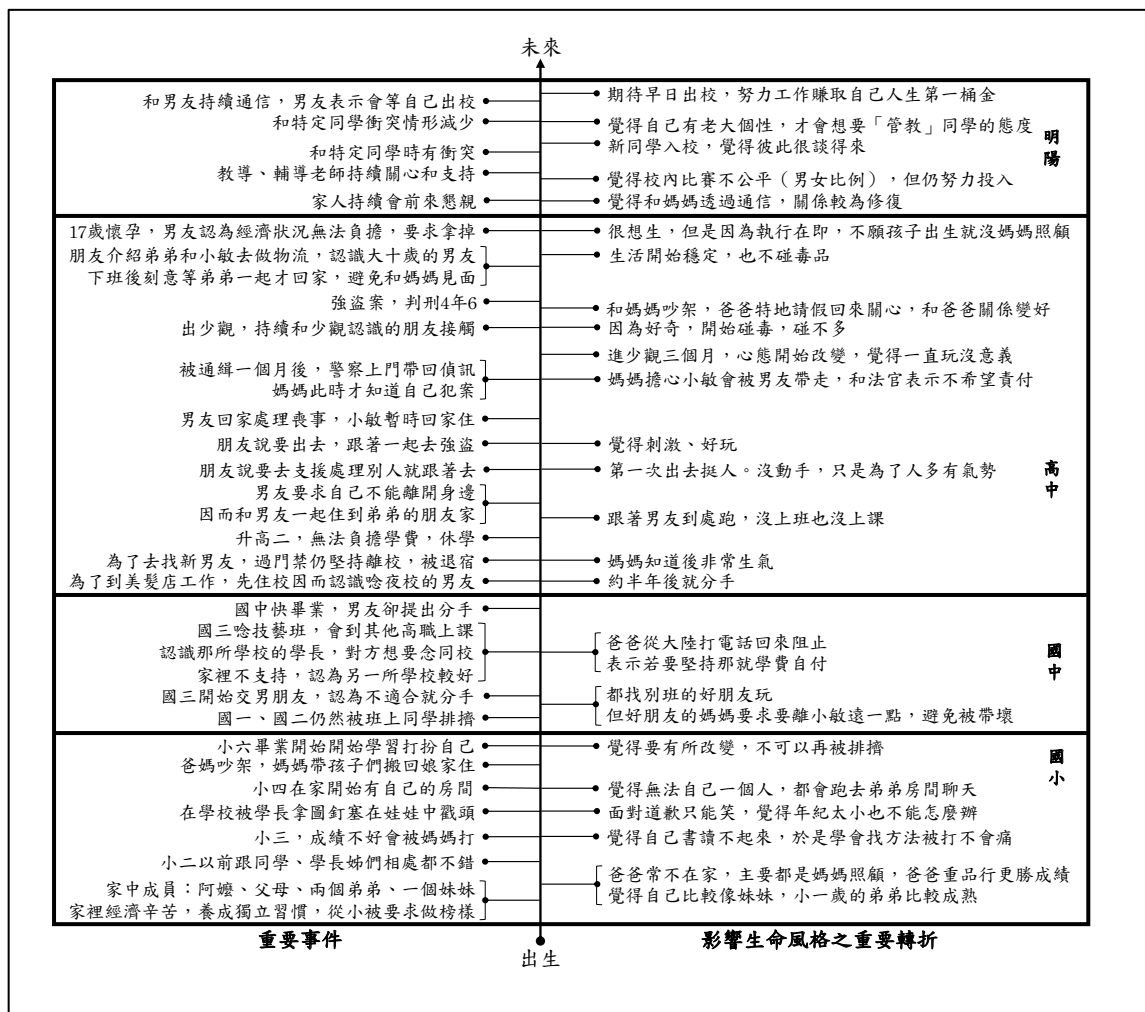 未來
和男友持續通信，男友表示會等自己出校
期待早日出校，努力工作賺取自己人生第一桶金
和特定同學衝突情形減少
覺得自己有老大個性，才會想要「管教」同學的態度
新同學入校，覺得彼此很談得來
和特定同學時有衝突
教導、輔導老師持續關心和支持
覺得校內比賽不公平（男女比例），但仍努力投入
家人持續會前來懇親
覺得和媽媽透過通信，關係較為修復
明陽
17歲懷孕，男友認為經濟狀況無法負擔，要求拿掉
很想生，但是因為執行在即，不願孩子出生就沒媽媽照顧
朋友介紹弟弟和小敏去做物流，認識大十歲的男友
下班後刻意等弟弟一起才回家，避免和媽媽見面
生活開始穩定，也不碰毒品
強盜案，判刑4年6
和媽媽吵架，爸爸特地請假回來關心，和爸爸關係變好
出少觀，持續和少觀認識的朋友接觸
因為好奇，開始碰毒，碰不多
進少觀三個月，心態開始改變，覺得一直玩沒意義
被通緝一個月後，警察上門帶回偵訊
媽媽此時才知道自己犯案
媽媽擔心小敏會被男友帶走，和法官表示不希望責付
男友回家處理喪事，小敏暫時回家住
朋友說要出去，跟著一起去強盜
覺得刺激、好玩
朋友說要去支援處理別人就跟著去
第一次出去挺人。沒動手，只是為了人多有氣勢
男友要求自己不能離開身邊
因而和男友一起住到弟弟的朋友家
跟著男友到處跑，沒上班也沒上課
升高二，無法負擔學費，休學
為了去找新男友，過門禁仍堅持離校，被退宿
媽媽知道後非常生氣
為了到美髮店工作，先住校因而認識唸夜校的男友
約半年後就分手
高中
國中快畢業，男友卻提出分手
國三唸技藝班，會到其他高職上課
認識那所學校的學長，對方想要念同校
家裡不支持，認為另一所學校較好
爸爸從大陸打電話回來阻止
表示若要堅持那就學費自付
國三開始交男朋友，認為不適合就分手
國一、國二仍然被班上同學排擠
都找別班的好朋友玩
但好朋友的媽媽要求要離小敏遠一點，避免被帶壞
國中
小六畢業開始開始學習打扮自己
覺得要有所改變，不可以再被排擠
爸媽吵架，媽媽帶孩子們搬回娘家住
小四在家開始有自己的房間
覺得無法自己一個人，都會跑去弟弟房間聊天
在學校被學長拿圖釘塞在娃娃中戳頭
面對道歉只能笑，覺得年紀太小也不能怎麼辦
小三，成績不好會被媽媽打
覺得自己書讀不起來，於是學會找方法被打不會痛
小二以前跟同學、學長姊們相處都不錯
家中成員：阿嬤、父母、兩個弟弟、一個妹妹
家裡經濟辛苦，養成獨立習慣，從小被要求做榜樣
爸爸常不在家，主要都是媽媽照顧，爸爸重品行更勝成績
覺得自己比較像妹妹，小一歲的弟弟比較成熟
國小
重要事件
影響生命風格之重要轉折
出生